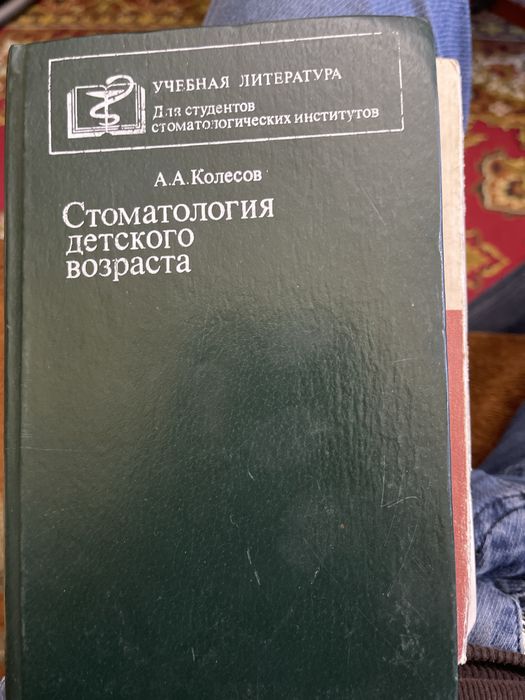 УЧЕБНАЯ ЛИТЕРАТУРА
Для студентов
стоматологических институтов
А.А.Колесов
Стоматология
детского
возраста